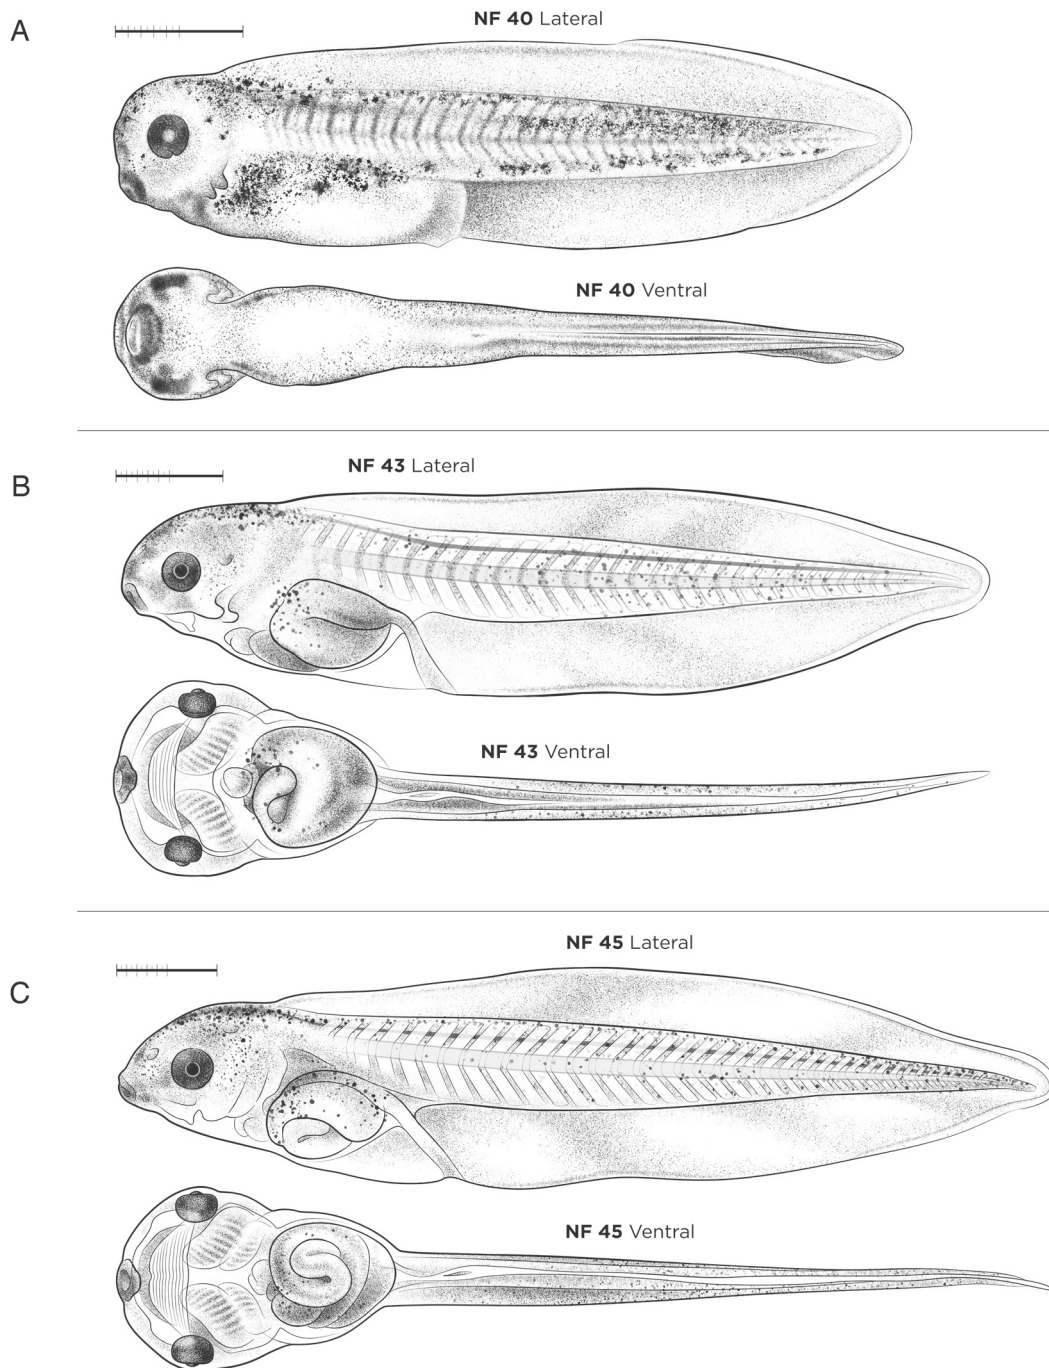 A
NF 40 Lateral
NF 40 Ventral
B
NF 43 Lateral
NF 43 Ventral
C
NF 45 Lateral
NF 45 Ventral